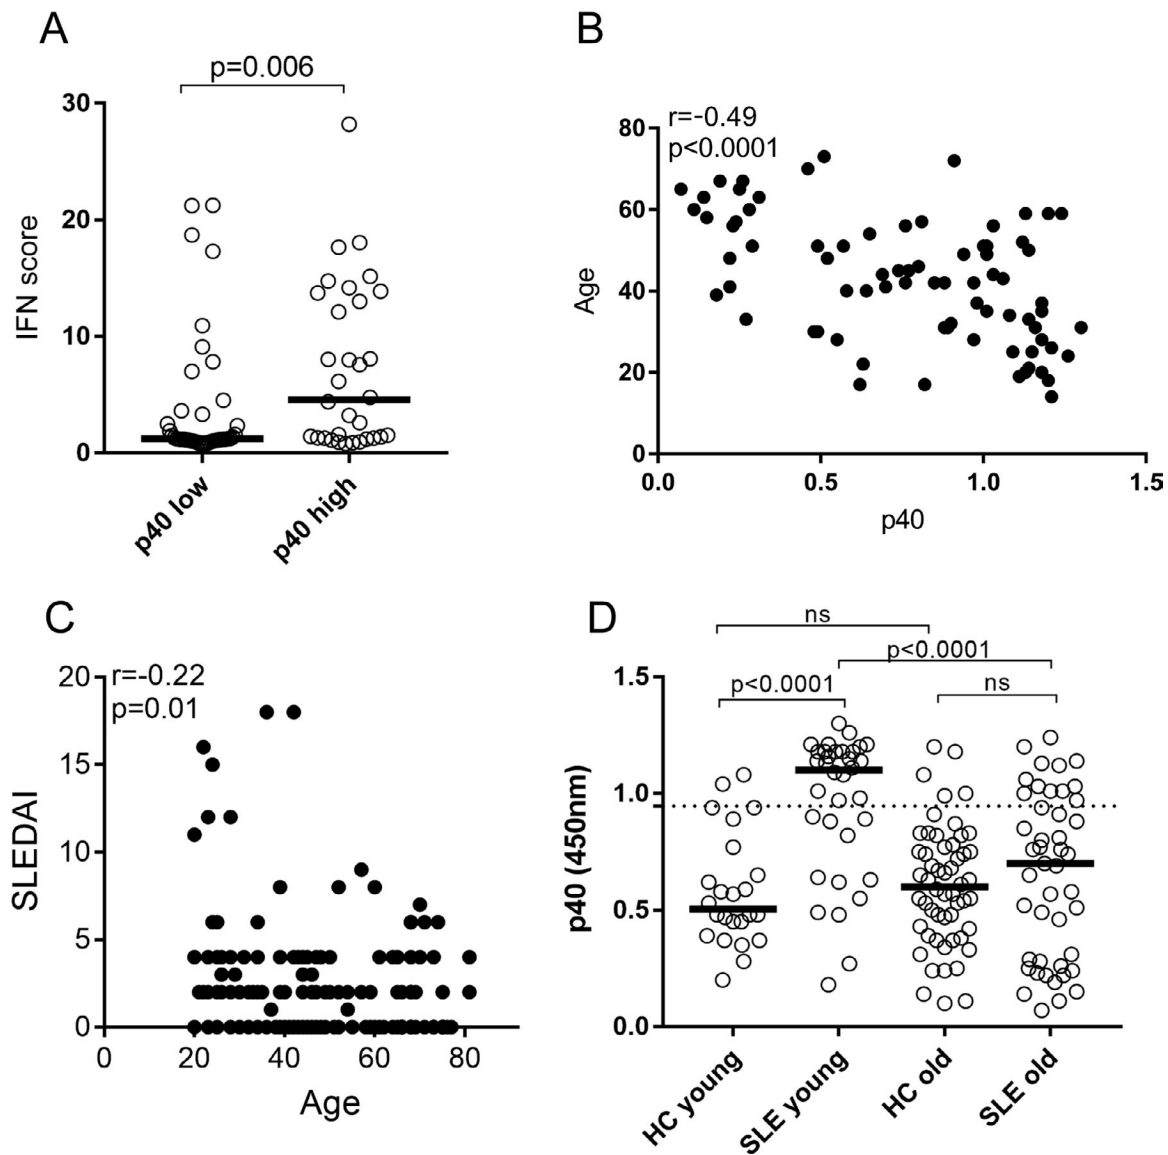 A
p=0.006
30
20
10
0
IFN score
p40 low
p40 high
B
r=-0.49
p<0.0001
80
60
40
20
0
Age
0.0
0.5
1.0
1.5
p40
C
r=-0.22
p=0.01
20
15
10
5
0
SLEDAI
0
20
40
60
80
Age
D
ns
p<0.0001
p<0.0001
ns
1.5
1.0
0.5
0.0
p40 (450nm)
HC young
SLE young
HC old
SLE old